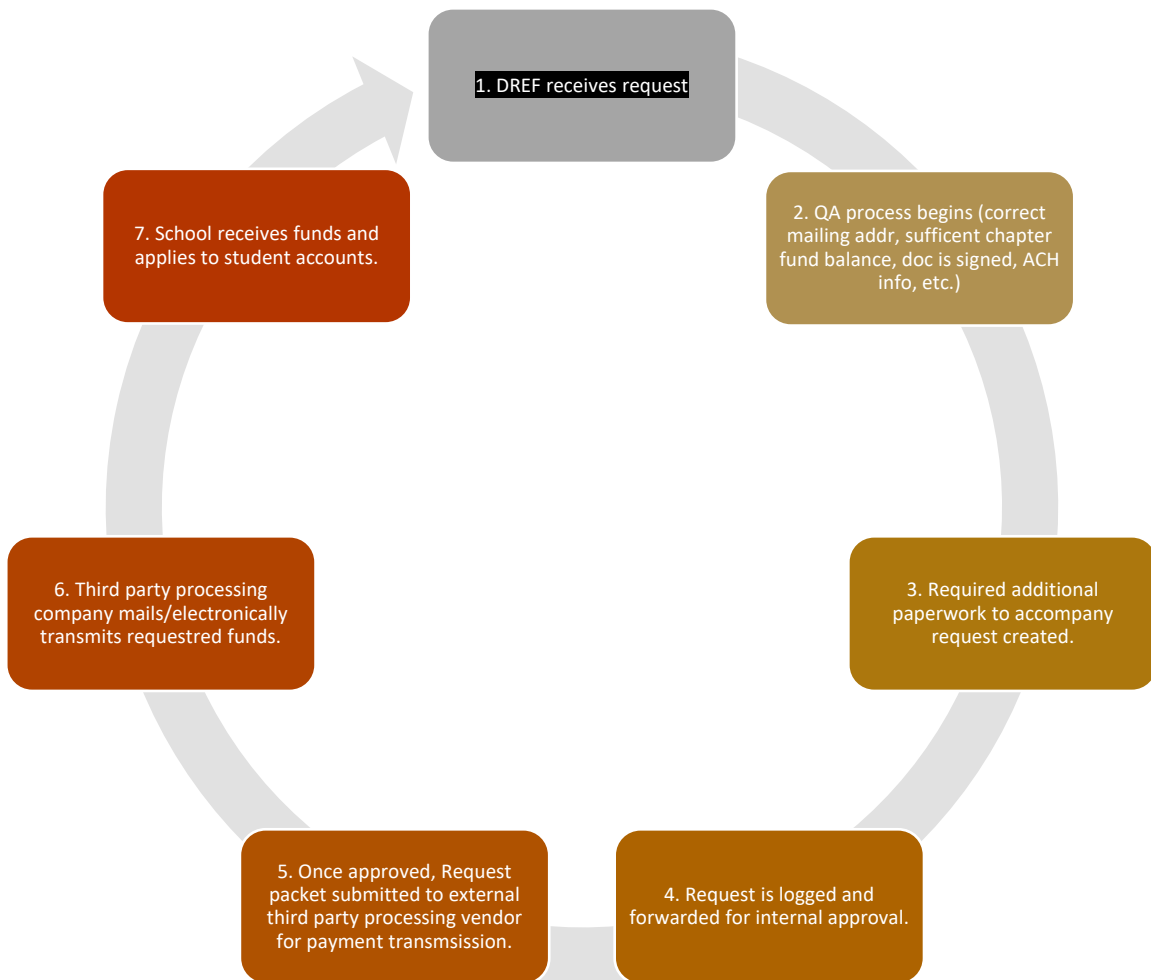 1. DREF receives request
2. QA process begins (correct
mailing addr, sufficent chapter
fund balance, doc is signed, ACH
info, etc.)
3. Required additional
paperwork to accompany
request created.
4. Request is logged and
forwarded for internal approval.
5. Once approved, Request
packet submitted to external
third party processing vendor
for payment transmsission.
6. Third party processing
company mails/electronically
transmits requestred funds.
7. School receives funds and
applies to student accounts.